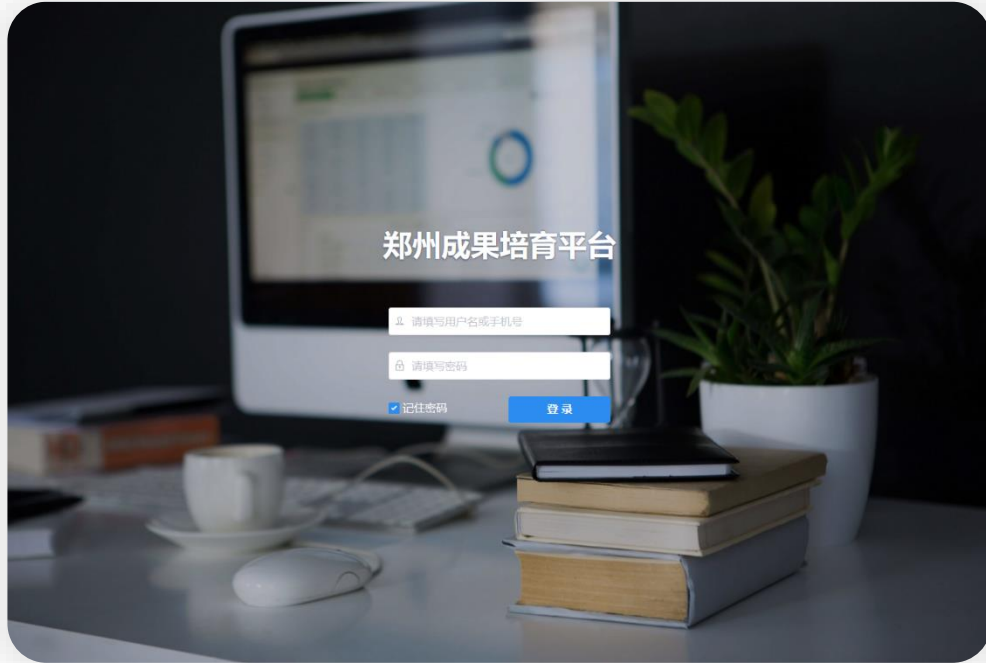 郑州成果培育平台
请填写用户名或手机号
请填写密码
记住密码
登录